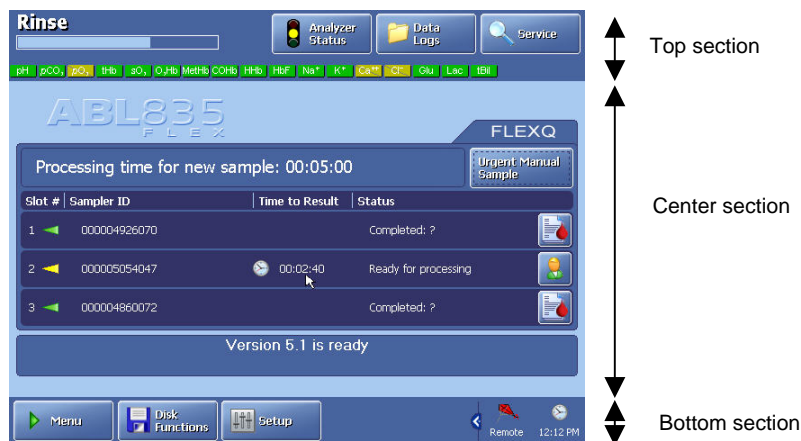 Rinse
Analyzer Status
Data Logs
Service
pH pCO₂ pO₂ tHb sO₂ O₂Hb MetHb COHb HHb HbF Na⁺ K⁺ Ca⁺⁺ Cl⁻ Glu Lac tBil
ABL835
FLEX
FLEXQ
Processing time for new sample: 00:05:00
Urgent Manual Sample
Slot # Sampler ID Time to Result Status
1 000004926070 Completed: ?
2 000005054047 00:02:40 Ready for processing
3 000004860072 Completed: ?
Version 5.1 is ready
Menu
Disk Functions
Setup
Remote
12:12 PM
Top section
Center section
Bottom section